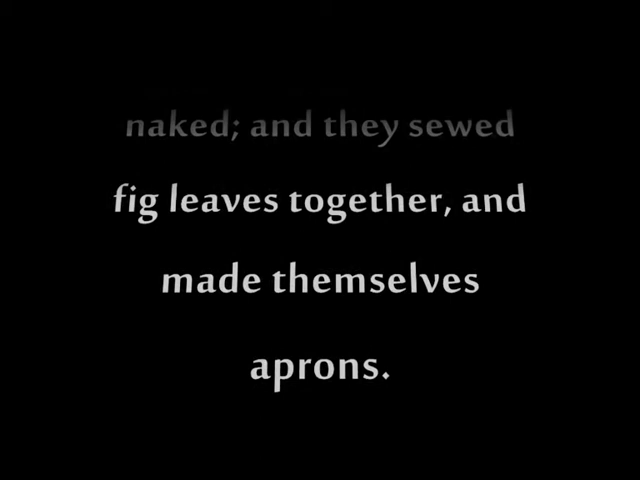 naked; and they sewed
fig leaves together, and
made themselves
aprons.